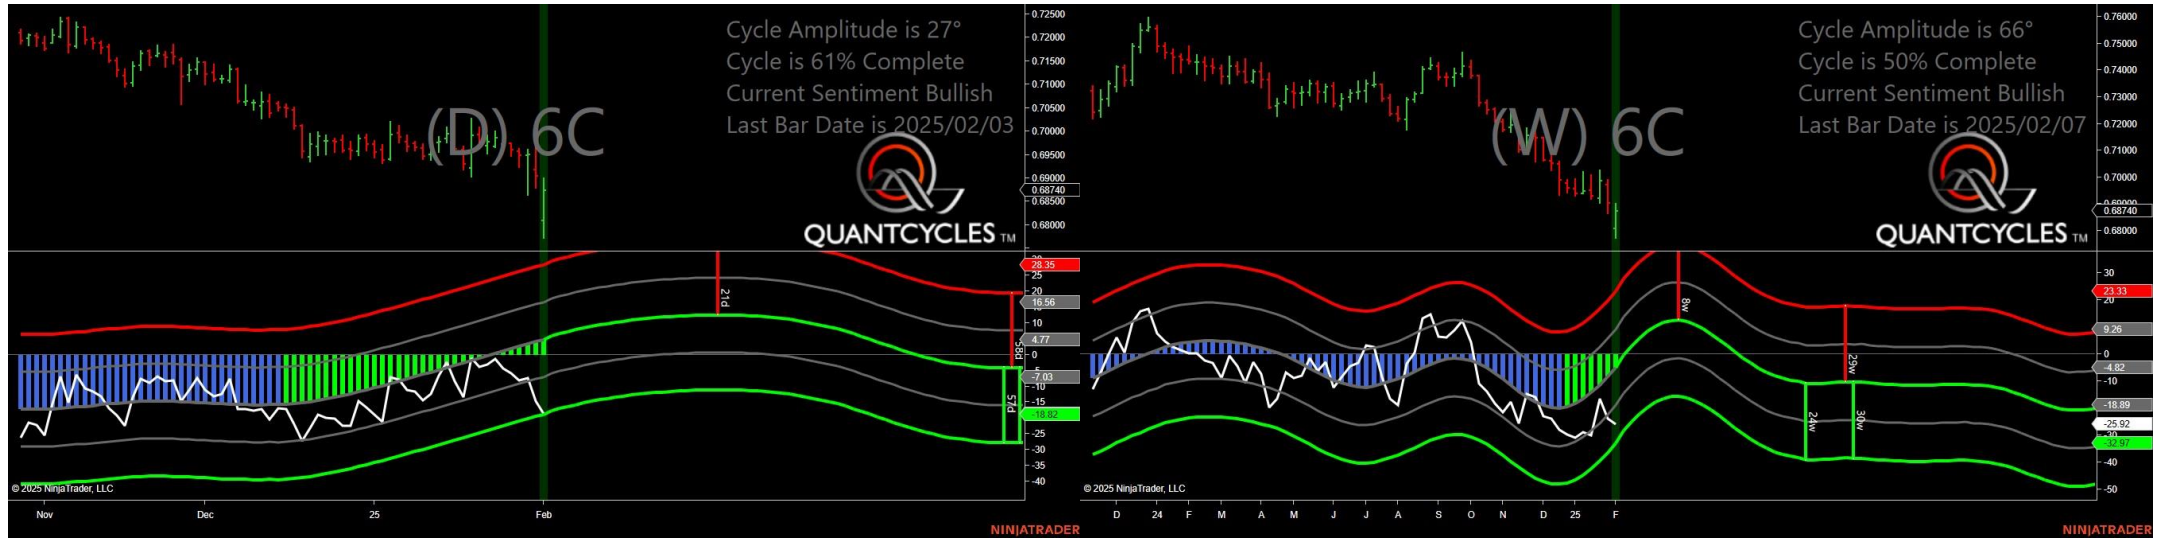 Cycle Amplitude is 27°
Cycle is 61% Complete
Current Sentiment Bullish
Last Bar Date is 2025/02/03
(D) 6C
QUANTCYCLES TM
0.72500
0.72000
0.71500
0.71000
0.70500
0.70000
0.69500
0.69000
0.68740
0.68500
0.68000
28.35
25
20
16.56
10
4.77
0
-7.03
-10
-15
-18.82
-25
-30
-35
-40
21d
58d
57d
© 2025 NinjaTrader, LLC
Nov Dec 25 Feb
NINJATRADER
Cycle Amplitude is 66°
Cycle is 50% Complete
Current Sentiment Bullish
Last Bar Date is 2025/02/07
(W) 6C
QUANTCYCLES TM
0.76000
0.75000
0.74000
0.73000
0.72000
0.71000
0.70000
0.69000
0.68740
0.68000
30
23.33
20
9.26
0
-4.82
-10
-18.89
-25.92
-30
-32.97
-40
-50
8w
29w
24w
30w
© 2025 NinjaTrader, LLC
D 24 F M A M J J A S O N D 25 F
NINJATRADER